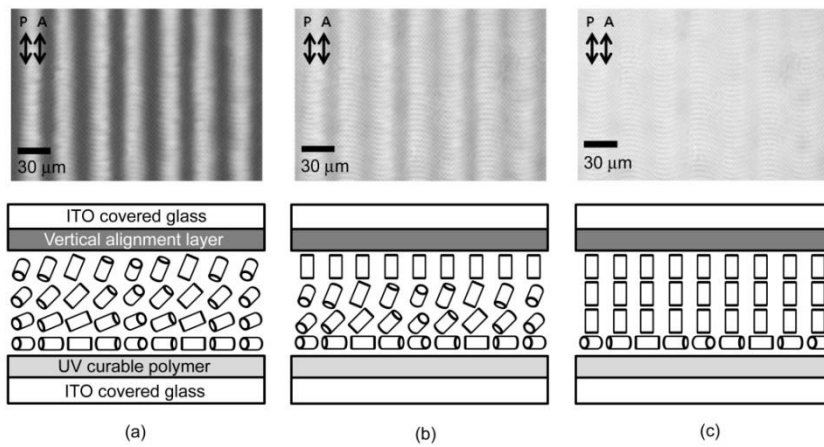 P A
30 μm
P A
30 μm
P A
30 μm
ITO covered glass
Vertical alignment layer
UV curable polymer
ITO covered glass
(a)
(b)
(c)